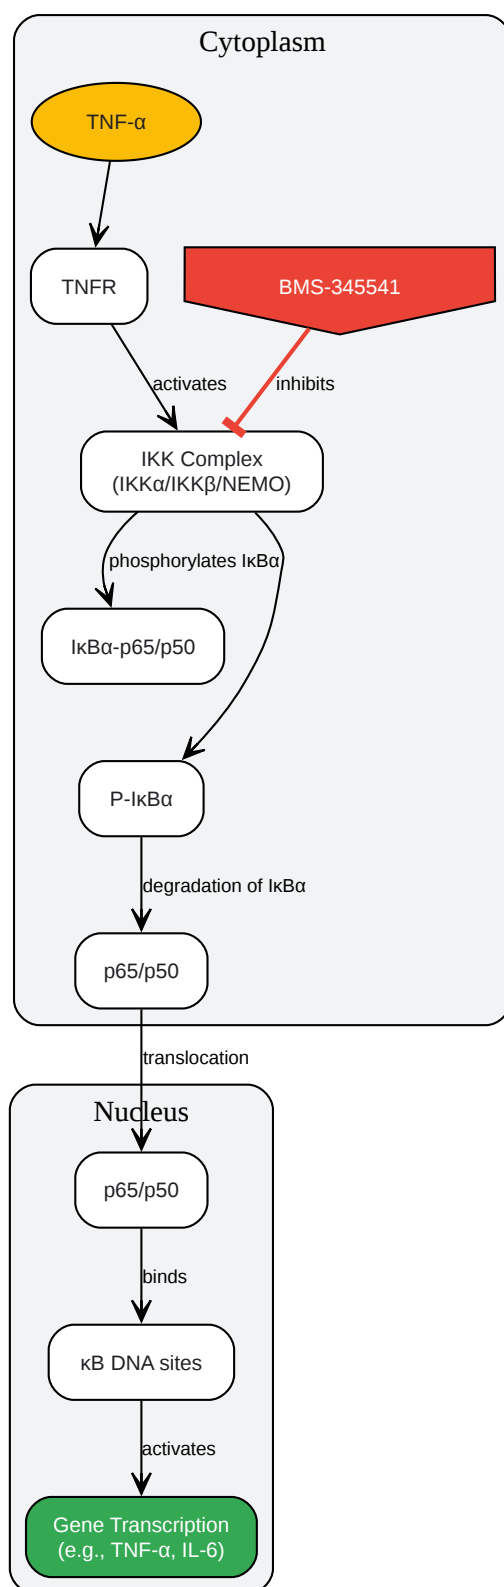 Cytoplasm
TNF-α
TNFR
BMS-345541
activates
inhibits
IKK Complex
(IKKα/IKKβ/NEMO)
phosphorylates IκBα
IκBα-p65/p50
P-IκBα
degradation of IκBα
p65/p50
translocation
Nucleus
p65/p50
binds
κB DNA sites
activates
Gene Transcription
(e.g., TNF-α, IL-6)